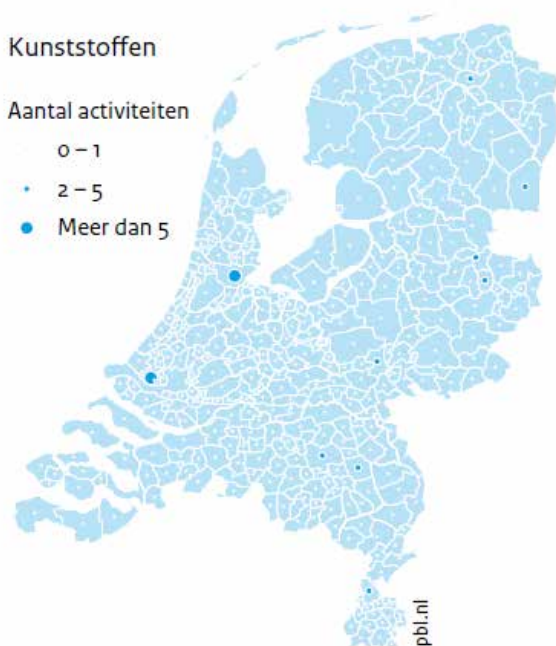 Kunststoffen
Aantal activiteiten
0 – 1
2 – 5
Meer dan 5
pbl.nl